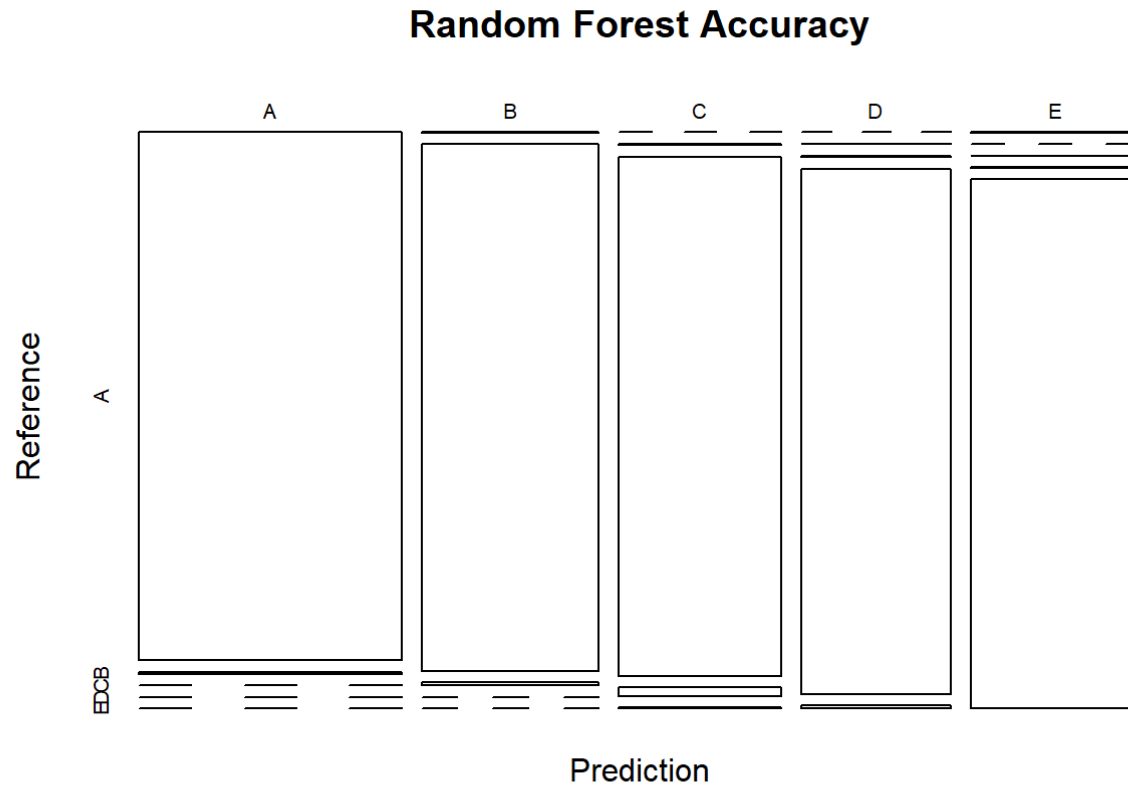 Random Forest Accuracy
A B C D E
Reference
A
EDCB
Prediction